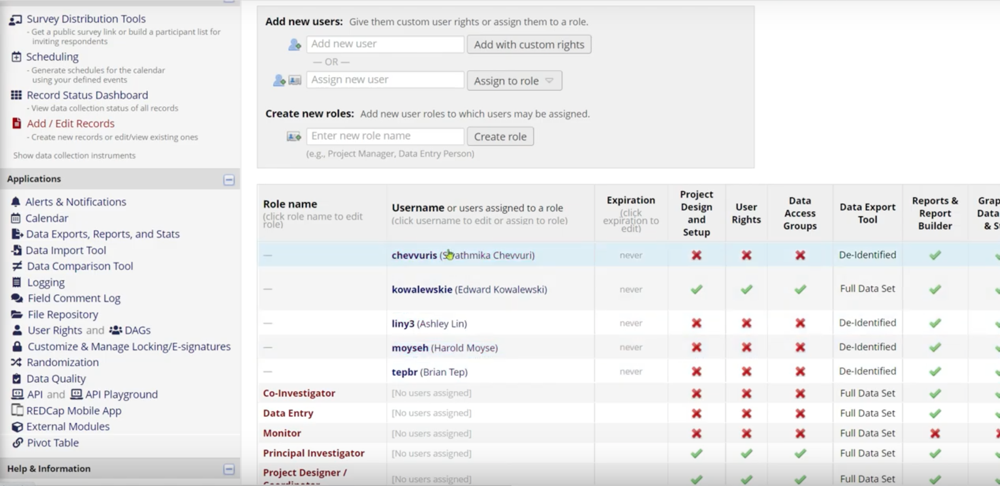 Survey Distribution Tools
- Get a public survey link or build a participant list for
inviting respondents
Scheduling
- Generate schedules for the calendar
using your defined events
Record Status Dashboard
- View data collection status of all records
Add / Edit Records
- Create new records or edit/view existing ones
Show data collection instruments
Applications
Alerts & Notifications
Calendar
Data Exports, Reports, and Stats
Data Import Tool
Data Comparison Tool
Logging
Field Comment Log
File Repository
User Rights and DAGs
Customize & Manage Locking/E-signatures
Randomization
Data Quality
API and API Playground
REDCap Mobile App
External Modules
Pivot Table
Help & Information
Add new users: Give them custom user rights or assign them to a role.
Add new user Add with custom rights
— OR —
Assign new user Assign to role
Create new roles: Add new user roles to which users may be assigned.
Enter new role name Create role
(e.g., Project Manager, Data Entry Person)
Role name
(click role name to edit
role)
Username or users assigned to a role
(click username to edit or assign to role)
Expiration
(click
expiration to
edit)
Project
Design
and
Setup
User
Rights
Data
Access
Groups
Data Export
Tool
Reports &
Report
Builder
Data
— chevvuris Chevvuri) never De-Identified
— kowalewskie (Edward Kowalewski) never Full Data Set
— liny3 (Ashley Lin) never De-Identified
— moyseh (Harold Moyse) never De-Identified
— tepbr (Brian Tep) never De-Identified
Co-Investigator [No users assigned] Full Data Set
Data Entry [No users assigned] Full Data Set
Monitor [No users assigned] Full Data Set
Principal Investigator [No users assigned] Full Data Set
Project Designer / [No users assigned] Full Data Set